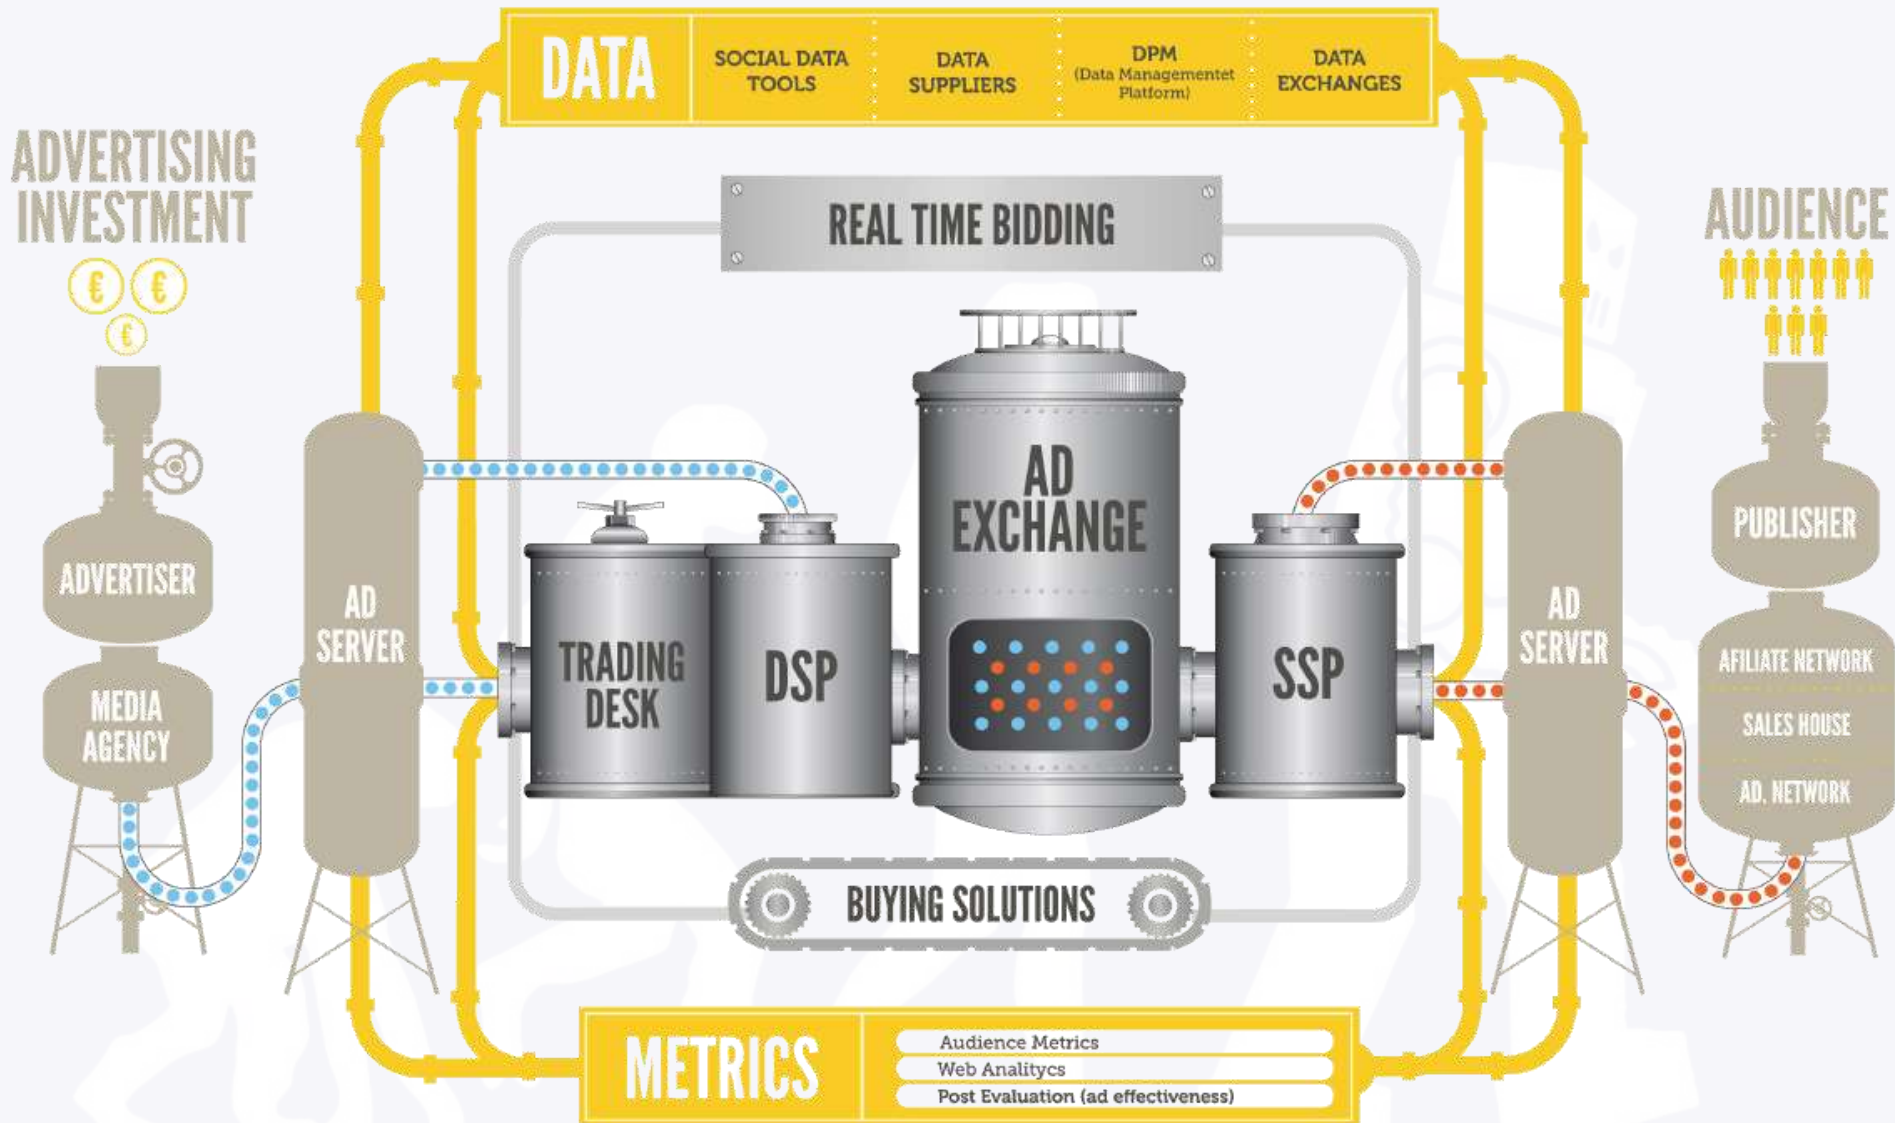 DATA
SOCIAL DATA
TOOLS
DATA
SUPPLIERS
DPM
(Data Managementet
Platform)
DATA
EXCHANGES
ADVERTISING
INVESTMENT
€ €
€
REAL TIME BIDDING
AUDIENCE
ADVERTISER
MEDIA
AGENCY
AD
SERVER
TRADING
DESK
DSP
AD
EXCHANGE
SSP
AD
SERVER
PUBLISHER
AFILIATE NETWORK
SALES HOUSE
AD. NETWORK
BUYING SOLUTIONS
METRICS
Audience Metrics
Web Analitycs
Post Evaluation (ad effectiveness)